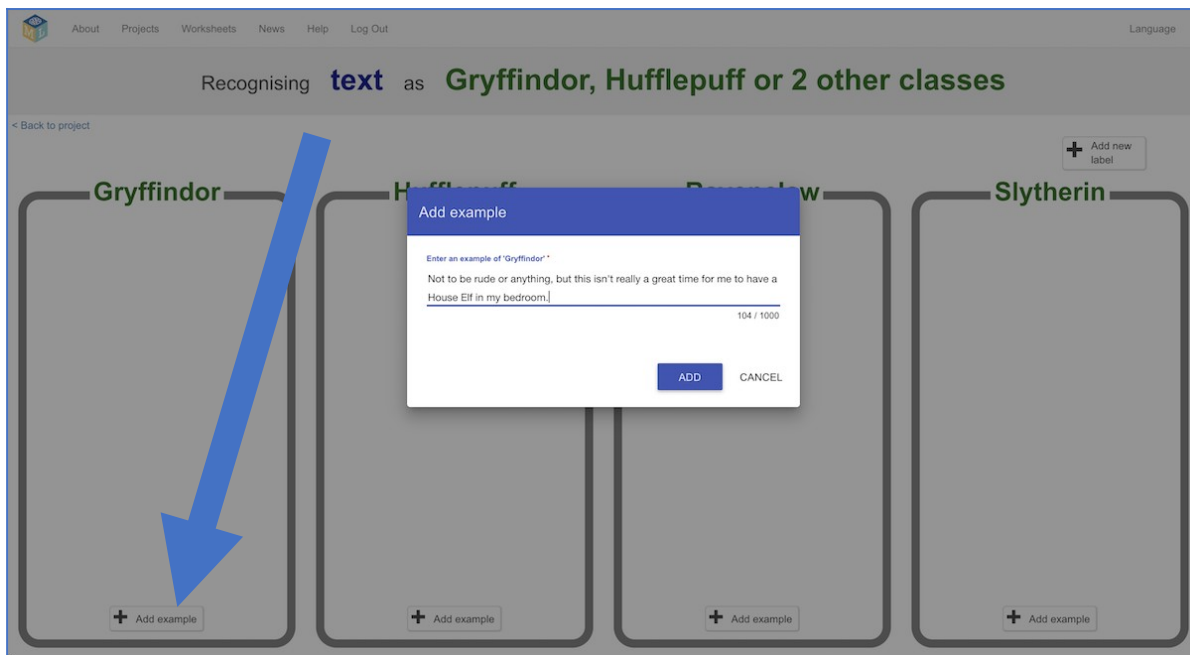 About Projects Worksheets News Help Log Out Language
Recognising text as Gryffindor, Hufflepuff or 2 other classes
< Back to project
Add new
label
Gryffindor
Slytherin
Add example
Enter an example of 'Gryffindor' *
Not to be rude or anything, but this isn't really a great time for me to have a
House Elf in my bedroom.
104 / 1000
ADD CANCEL
Add example Add example Add example Add example